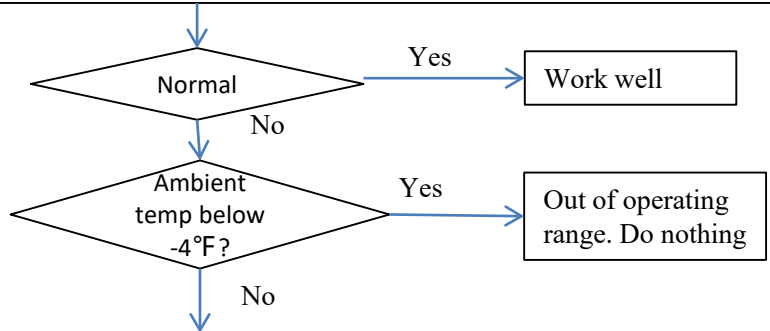 Yes
Normal
Work well
No
Ambient
temp below
-4°F?
Yes
Out of operating
range. Do nothing
No